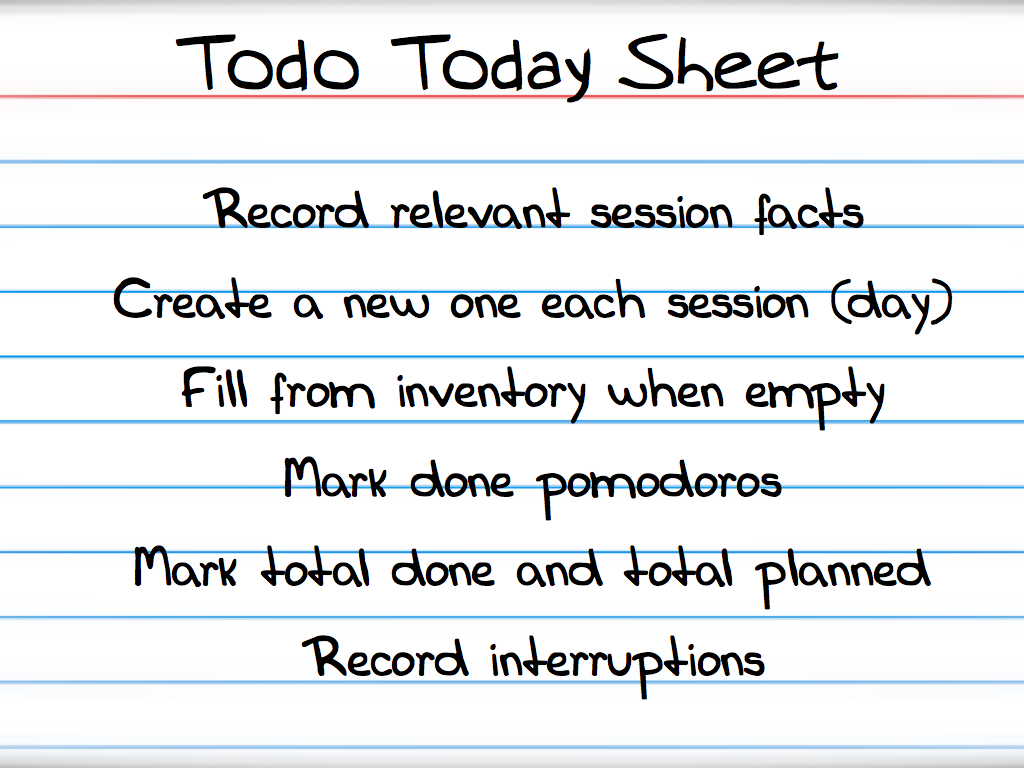 Todo Today Sheet
Record relevant session facts
Create a new one each session (day)
Fill from inventory when empty
Mark done pomodoros
Mark total done and total planned
Record interruptions